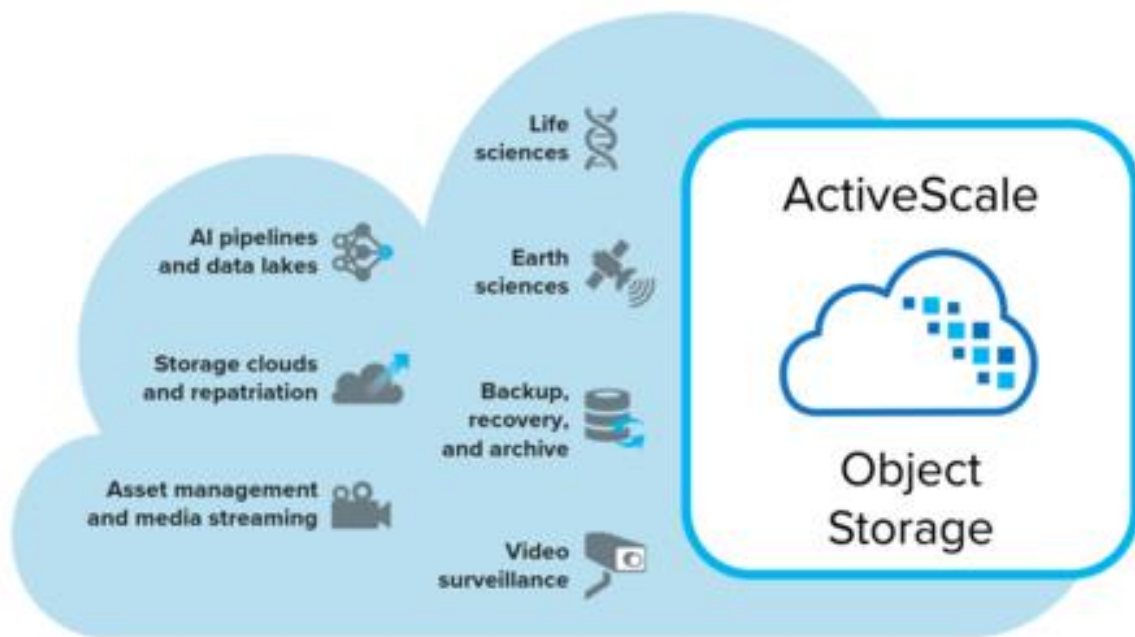 AI pipelines
and data lakes
Storage clouds
and repatriation
Asset management
and media streaming
Life
sciences
Earth
sciences
Backup,
recovery,
and archive
Video
surveillance
ActiveScale
Object
Storage